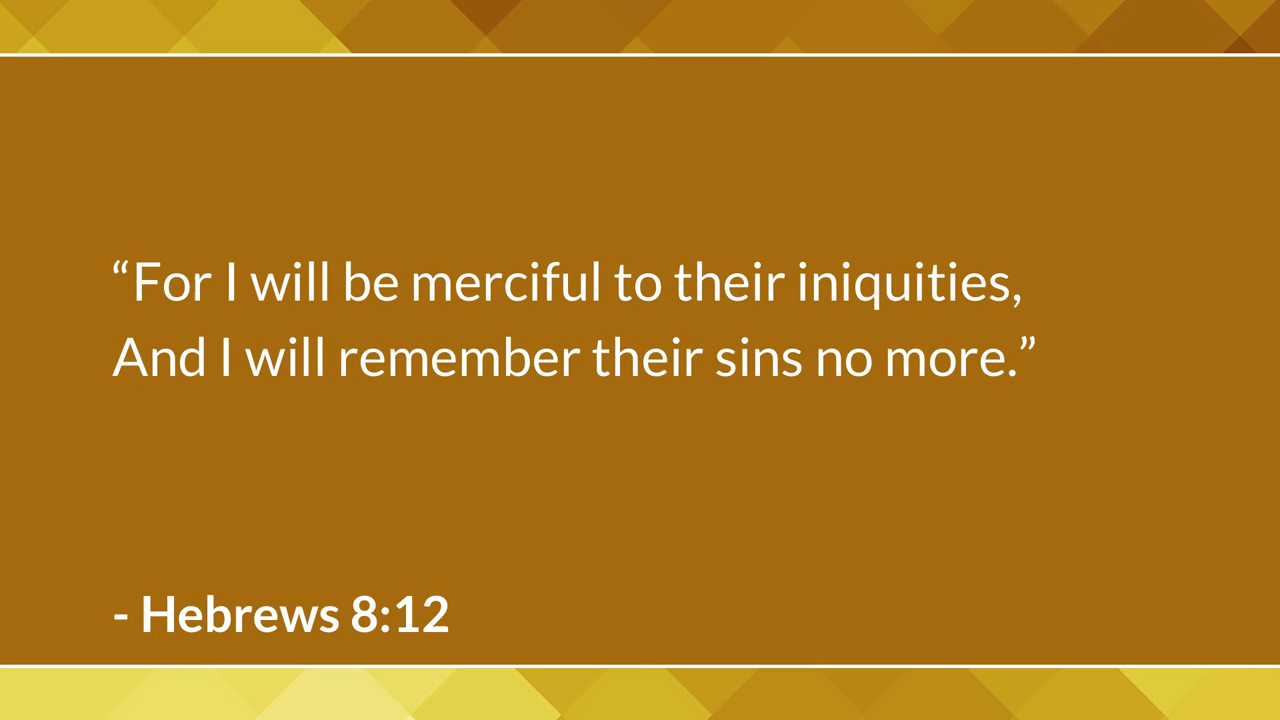 “For I will be merciful to their iniquities,
And I will remember their sins no more.”
- Hebrews 8:12